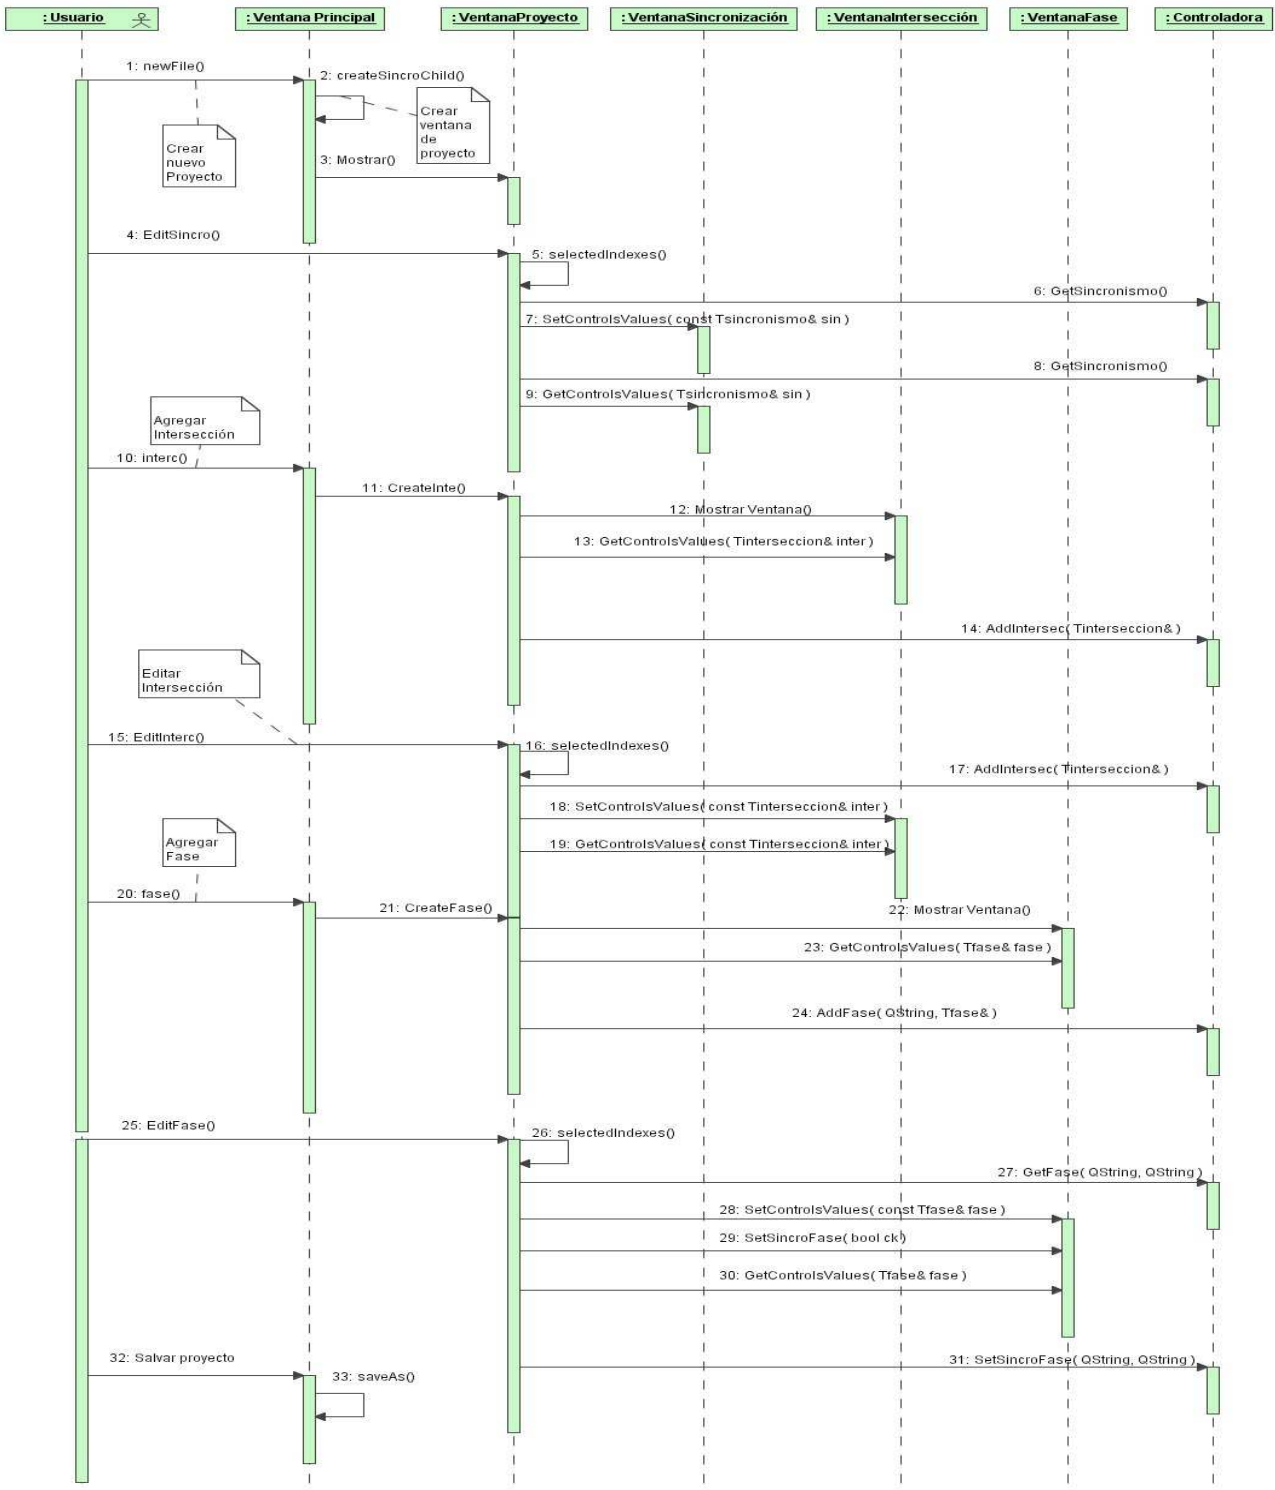 : Usuario
: Ventana Principal
: VentanaProyecto
: VentanaSincronización
: VentanaIntersección
: VentanaFase
: Controladora
1: newFile()
2: createSincroChild()
Crear
ventana
de
proyecto
Crear
nuevo
Proyecto
3: Mostrar()
4: EditSincro()
5: selectedIndexes()
6: GetSincronismo()
7: SetControlsValues( const Tsincronismo& sin )
8: GetSincronismo()
9: GetControlsValues( Tsincronismo& sin )
Agregar
Intersección
10: interc()
11: CreateInte()
12: Mostrar Ventana()
13: GetControlsValues( Tinterseccion& inter )
14: AddIntersec( Tinterseccion& )
Editar
Intersección
15: EditInterc()
16: selectedIndexes()
17: AddIntersec( Tinterseccion& )
18: SetControlsValues( const Tinterseccion& inter )
19: GetControlsValues( const Tinterseccion& inter )
Agregar
Fase
20: fase()
21: CreateFase()
22: Mostrar Ventana()
23: GetControlsValues( Tfase& fase )
24: AddFase( QString, Tfase& )
25: EditFase()
26: selectedIndexes()
27: GetFase( QString, QString )
28: SetControlsValues( const Tfase& fase )
29: SetSincroFase( bool ck )
30: GetControlsValues( Tfase& fase )
32: Salvar proyecto
31: SetSincroFase( QString, QString )
33: saveAs()